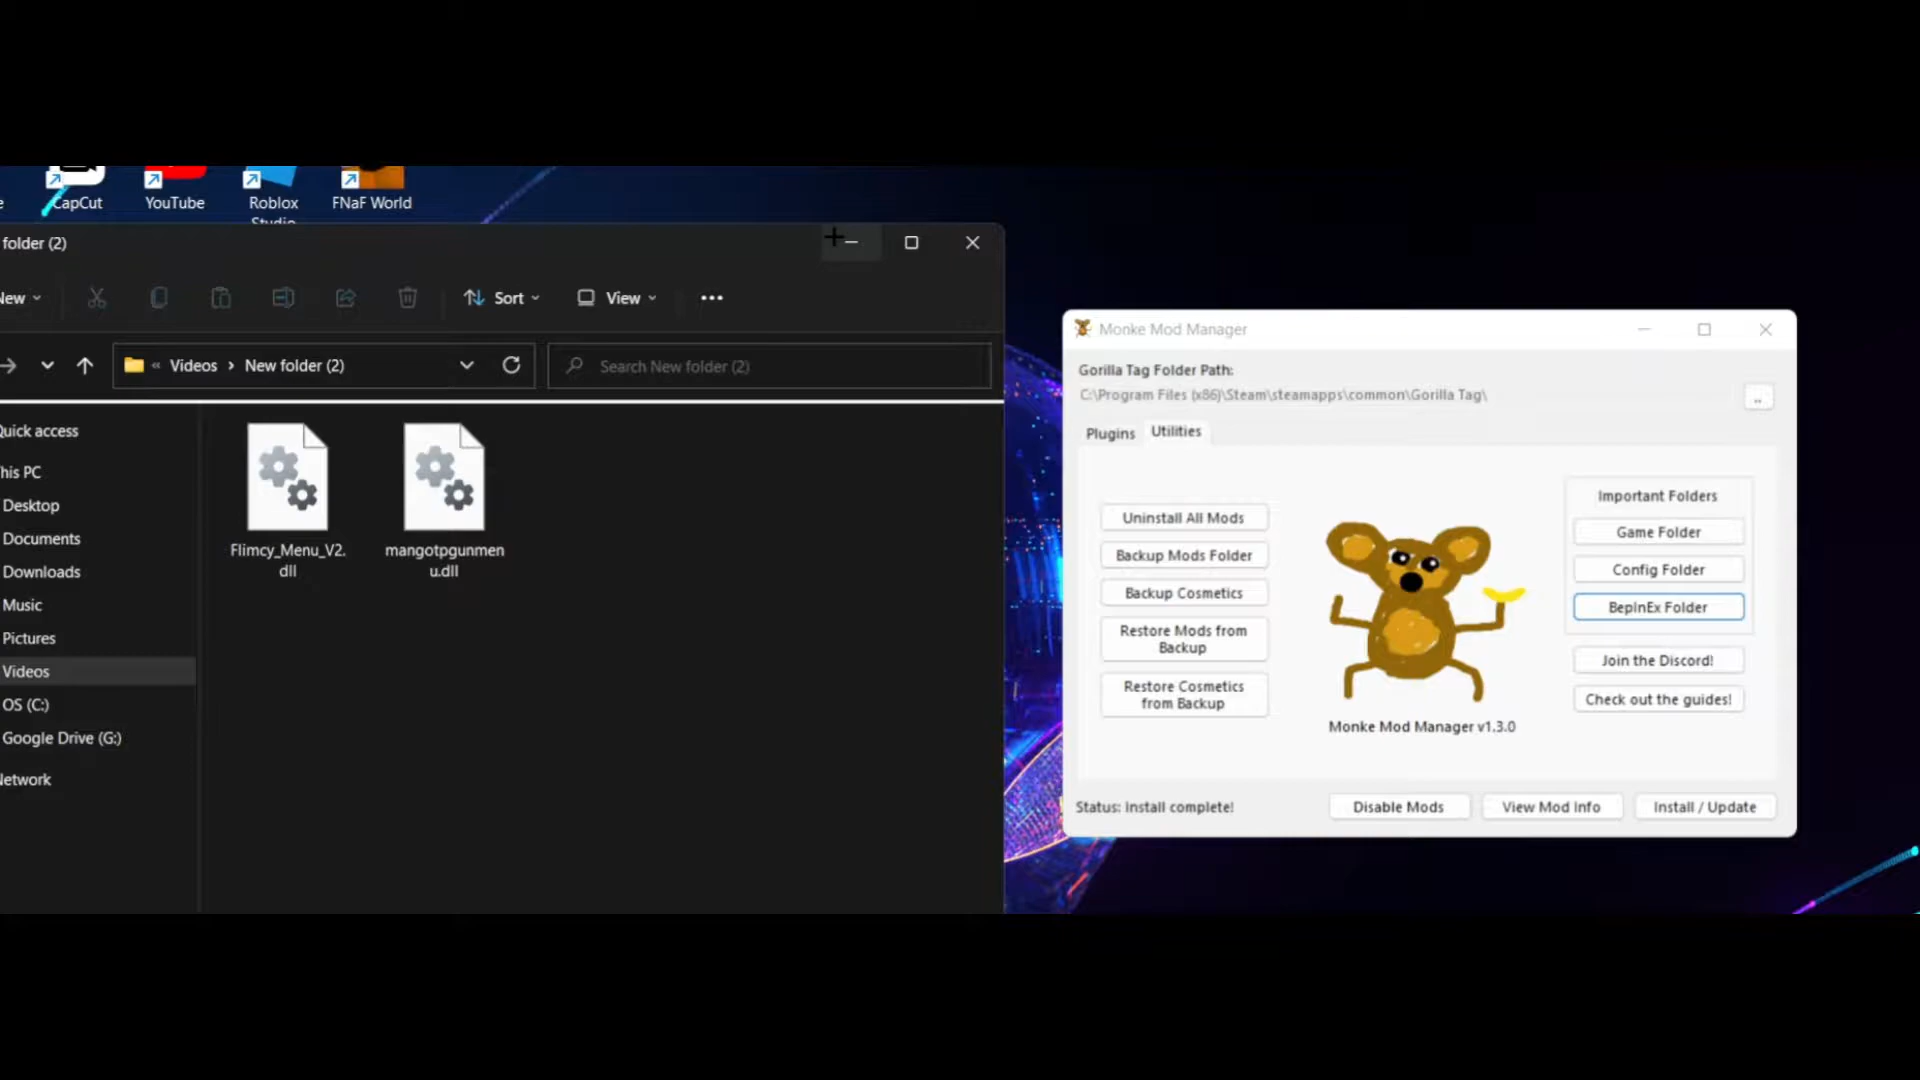 CapCut
YouTube
Roblox
Studio
FNaF World
folder (2)
New
Sort
View
Videos
New folder (2)
Search New folder (2)
Quick access
This PC
Desktop
Documents
Downloads
Music
Pictures
Videos
OS (C:)
Google Drive (G:)
Network
Flimcy_Menu_V2.
dll
mangotpgunmen
u.dll
Monke Mod Manager
Gorilla Tag Folder Path:
C:\Program Files (x86)\Steam\steamapps\common\Gorilla Tag\
..
Plugins
Utilities
Uninstall All Mods
Backup Mods Folder
Backup Cosmetics
Restore Mods from
Backup
Restore Cosmetics
from Backup
Monke Mod Manager v1.3.0
Important Folders
Game Folder
Config Folder
BepInEx Folder
Join the Discord!
Check out the guides!
Status: Install complete!
Disable Mods
View Mod Info
Install / Update